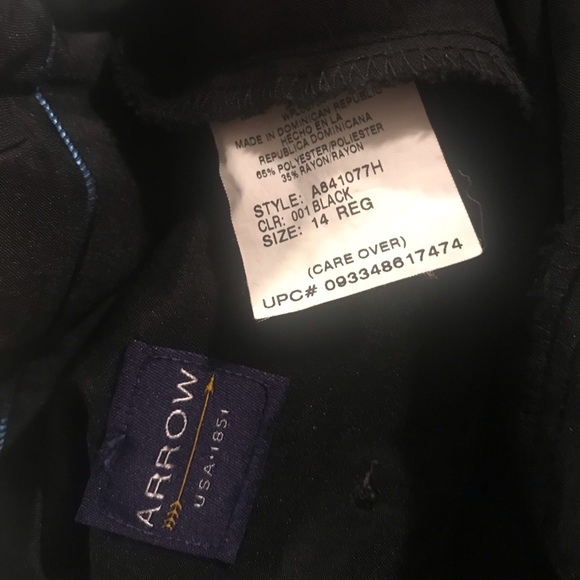 MADE IN DOMINICAN REPUBLIC
HECHO EN LA
REPUBLICA DOMINICANA
65% POLYESTER/POLIESTER
35% RAYON/RAYON
STYLE: A841077H
CLR: 001 BLACK
SIZE: 14 REG
(CARE OVER)
UPC# 093348617474
ARROW
USA·1851